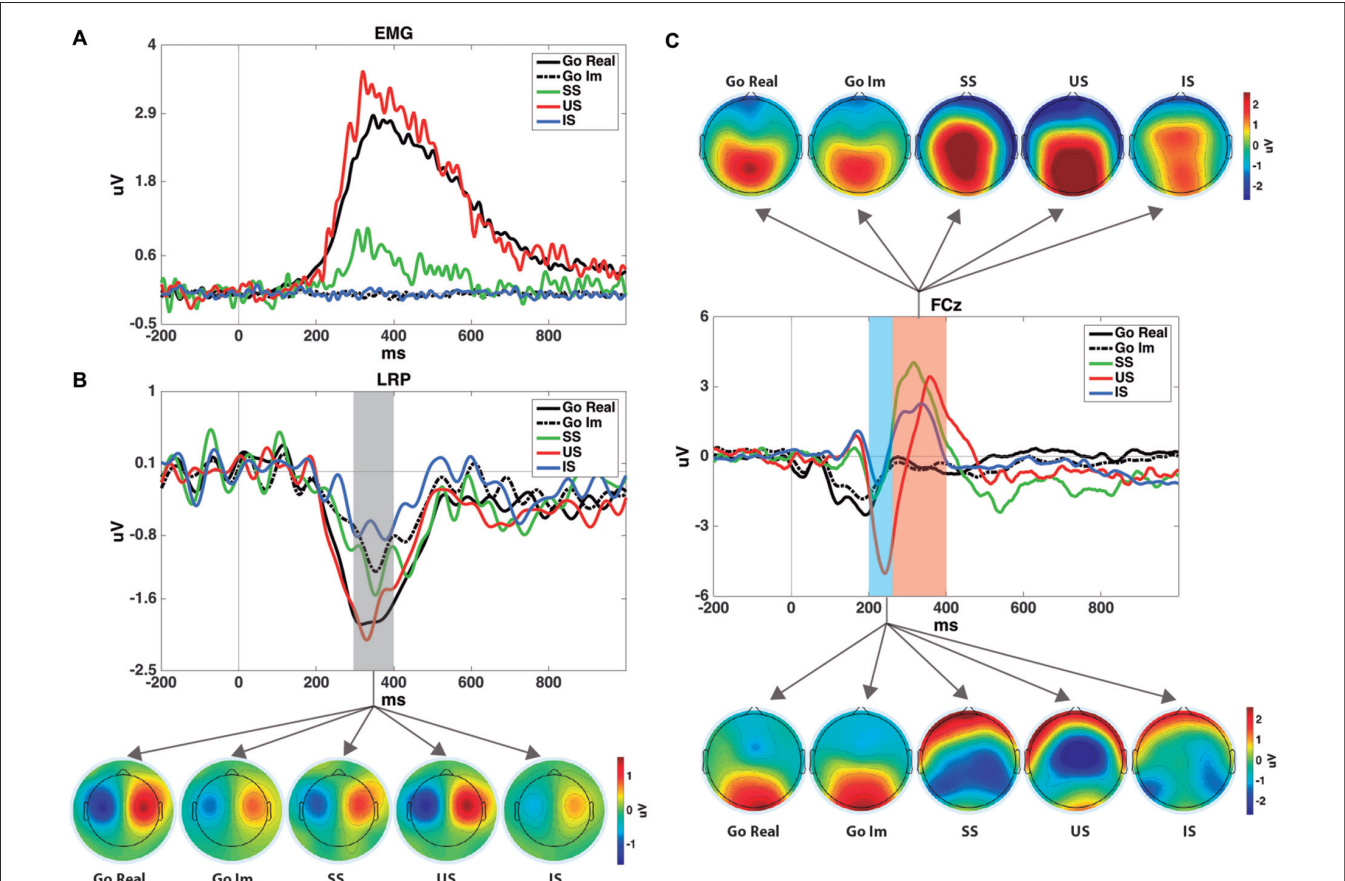 A
EMG
4
2.9
1.8
0.6
-0.5
uV
-200 0 200 400 600 800
ms
Go Real
Go Im
SS
US
IS
B
LRP
1
0.1
-0.8
-1.6
-2.5
uV
-200 0 200 400 600 800
ms
Go Real
Go Im
SS
US
IS
1
0
-1
uV
Go Real Go Im SS US IS
C
Go Real Go Im SS US IS
2
1
0
-1
-2
uV
FCz
6
3
0
-3
-6
uV
-200 0 200 400 600 800
ms
Go Real
Go Im
SS
US
IS
2
1
0
-1
-2
uV
Go Real Go Im SS US IS